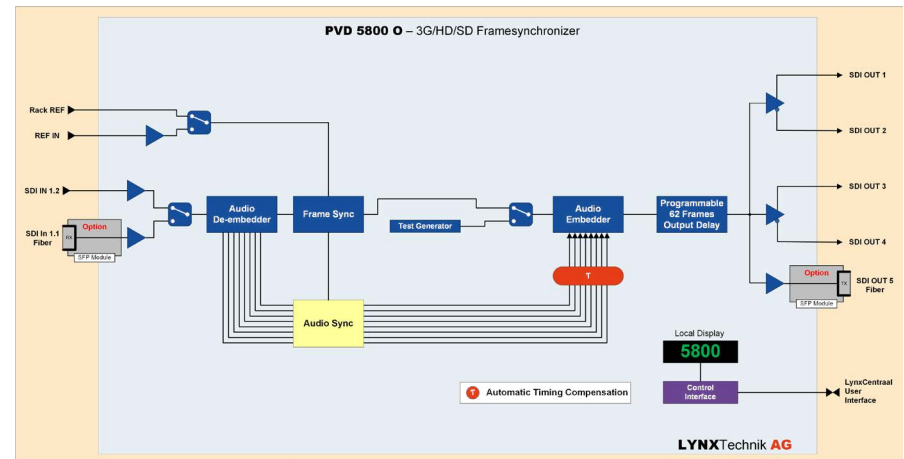 PVD 5800 O – 3G/HD/SD Framesynchronizer
Rack REF
REF IN
SDI IN 1.2
SDI In 1.1
Fiber
RX
Option
SFP Module
Audio
De-embedder
Frame Sync
Test Generator
Audio
Embedder
Programmable
62 Frames
Output Delay
T
Audio Sync
SDI OUT 1
SDI OUT 2
SDI OUT 3
SDI OUT 4
Option
TX
SFP Module
SDI OUT 5
Fiber
Local Display
5800
Control
Interface
LynxCentraal
User
Interface
T Automatic Timing Compensation
LYNXTechnik AG